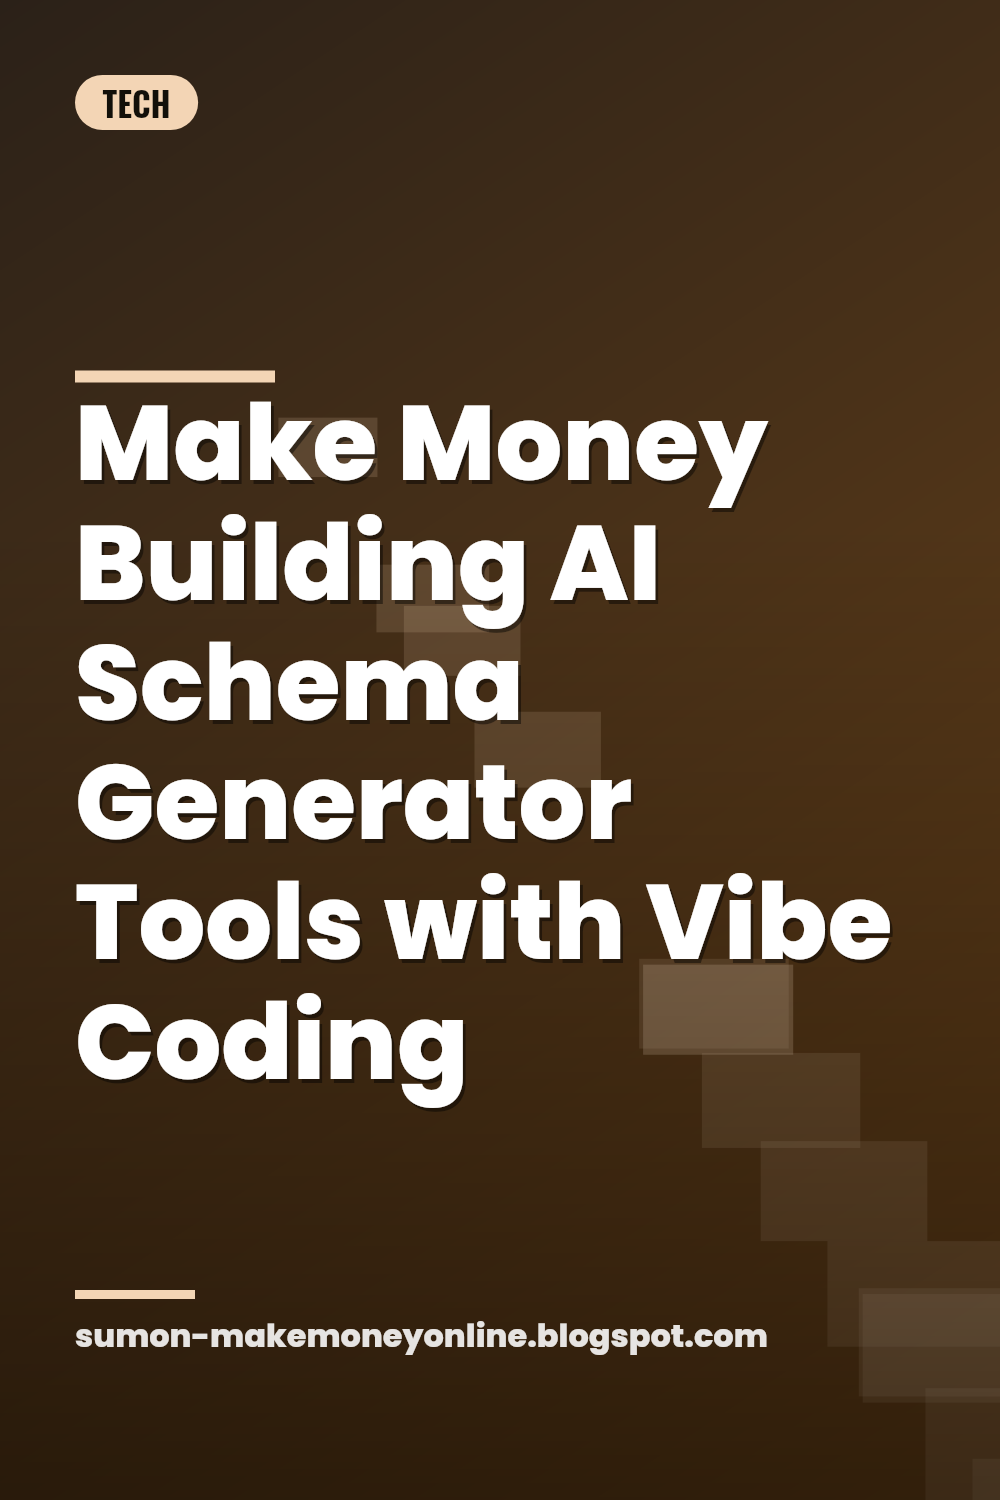 TECH
Make Money
Building AI
Schema
Generator
Tools with Vibe
Coding
sumon-makemoneyonline.blogspot.com